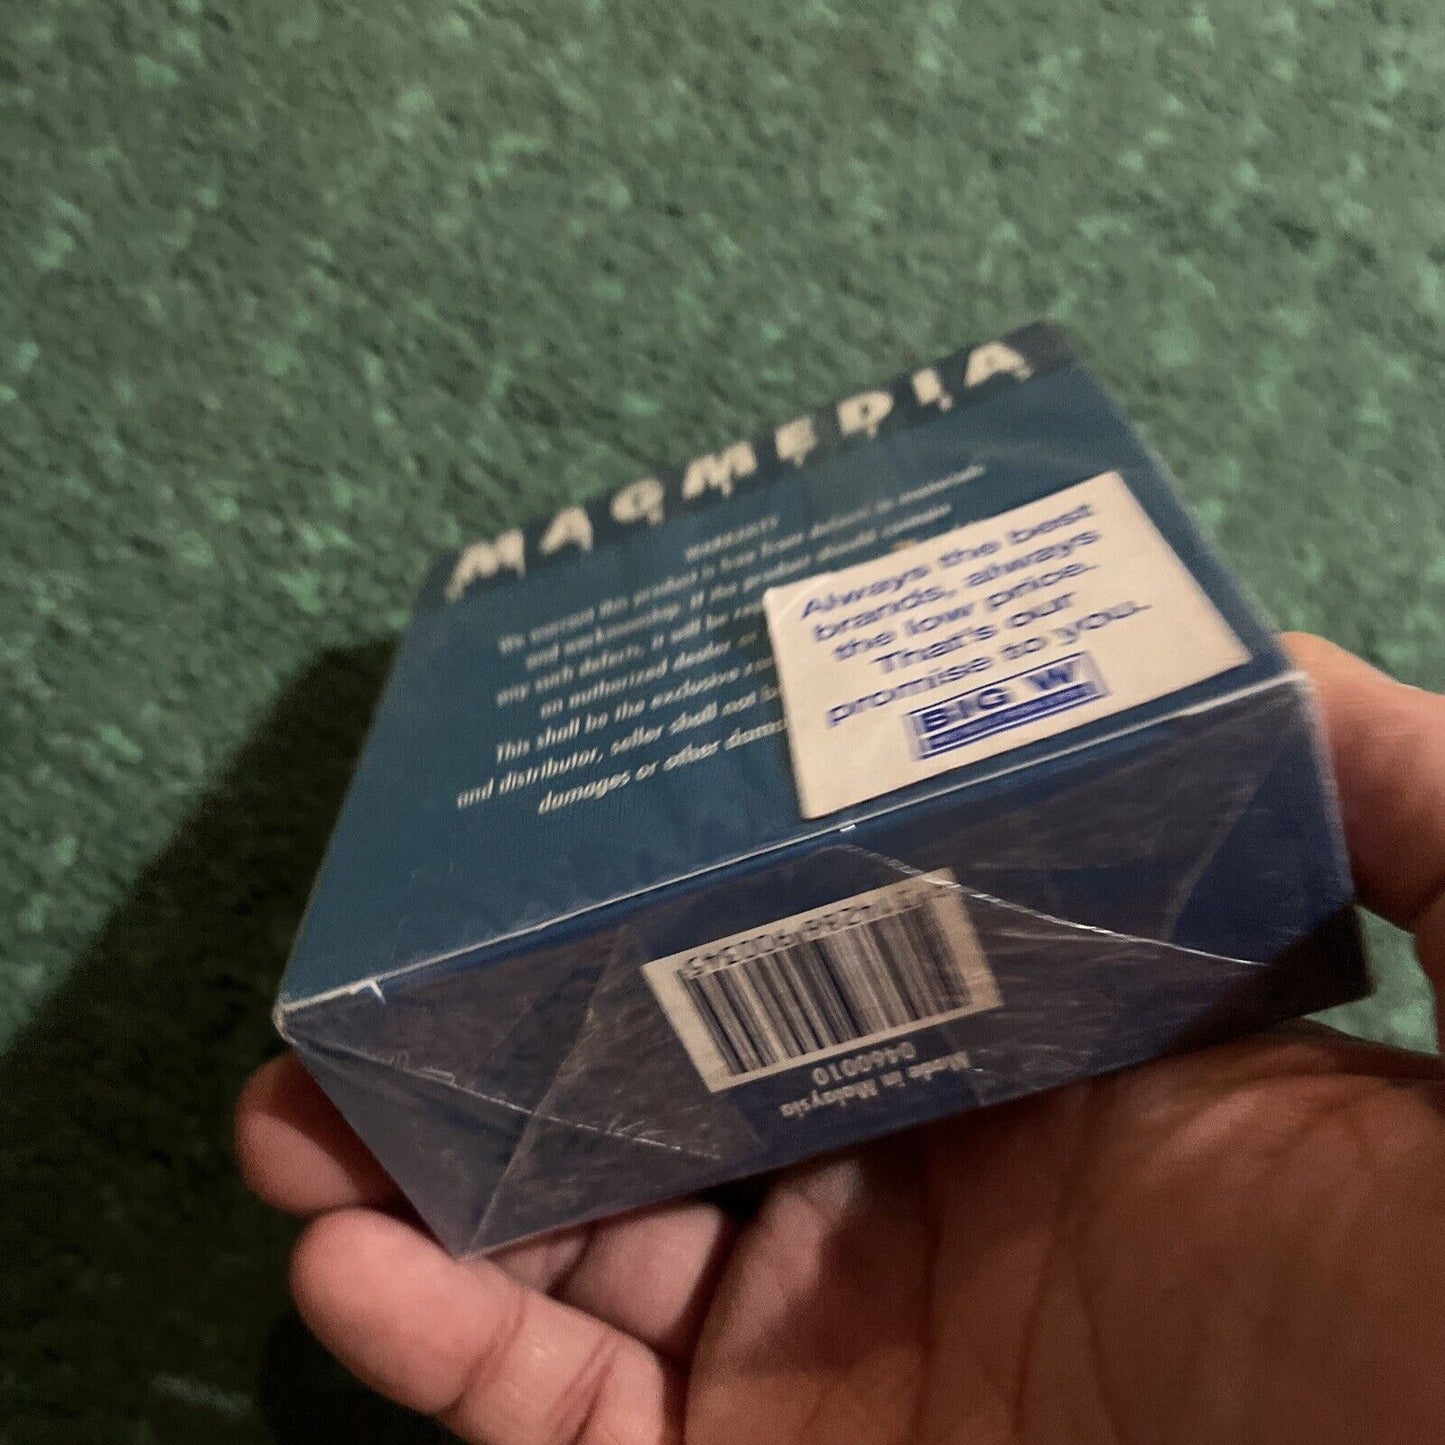 MAGMEDIA
WARRANTY
We warrant this product is free from defects in materials
and workmanship. If this product should contain
any such defects, it will be
an authorized dealer or
This shall be the exclusive
and distributor, seller shall not be
damages or other
Always the best
brands, always
the low price.
That's our
promise to you.
BIG W
Made in Malaysia
0460010